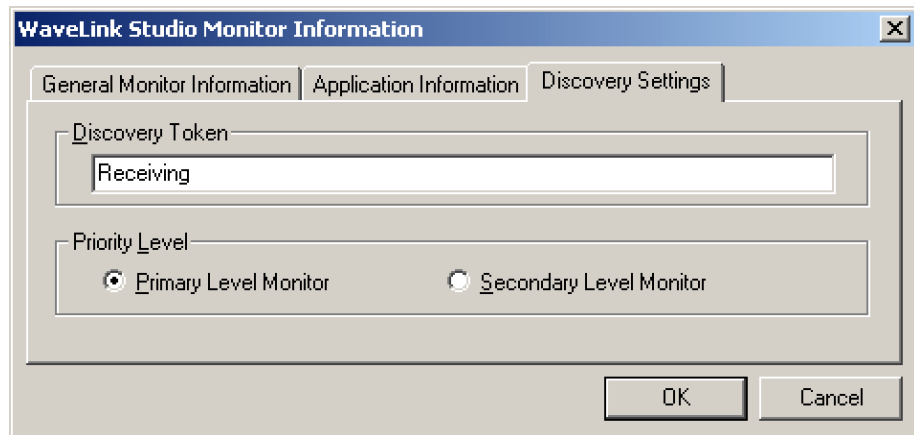 WaveLink Studio Monitor Information
General Monitor Information Application Information Discovery Settings
Discovery Token
Receiving
Priority Level
Primary Level Monitor Secondary Level Monitor
OK Cancel